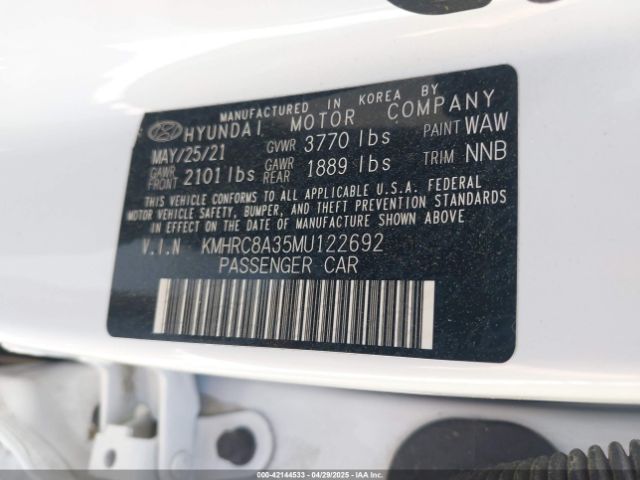 MANUFACTURED IN KOREA BY
HYUNDAI MOTOR COMPANY
MAY/25/21 GVWR 3770 lbs PAINT WAW
GAWR FRONT 2101 lbs GAWR REAR 1889 lbs TRIM NNB
THIS VEHICLE CONFORMS TO ALL APPLICABLE U.S.A. FEDERAL
MOTOR VEHICLE SAFETY, BUMPER, AND THEFT PREVENTION STANDARDS
IN EFFECT ON THE DATE OF MANUFACTURE SHOWN ABOVE.
V.I.N KMHRC8A35MU122692
PASSENGER CAR
000-42144533 - 04/29/2025 - COPYRIGHT IAA, LLC.